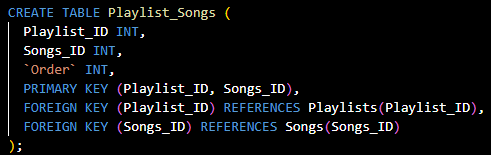 CREATE TABLE Playlist_Songs (
  Playlist_ID INT,
  Songs_ID INT,
  `Order` INT,
  PRIMARY KEY (Playlist_ID, Songs_ID),
  FOREIGN KEY (Playlist_ID) REFERENCES Playlists(Playlist_ID),
  FOREIGN KEY (Songs_ID) REFERENCES Songs(Songs_ID)
);